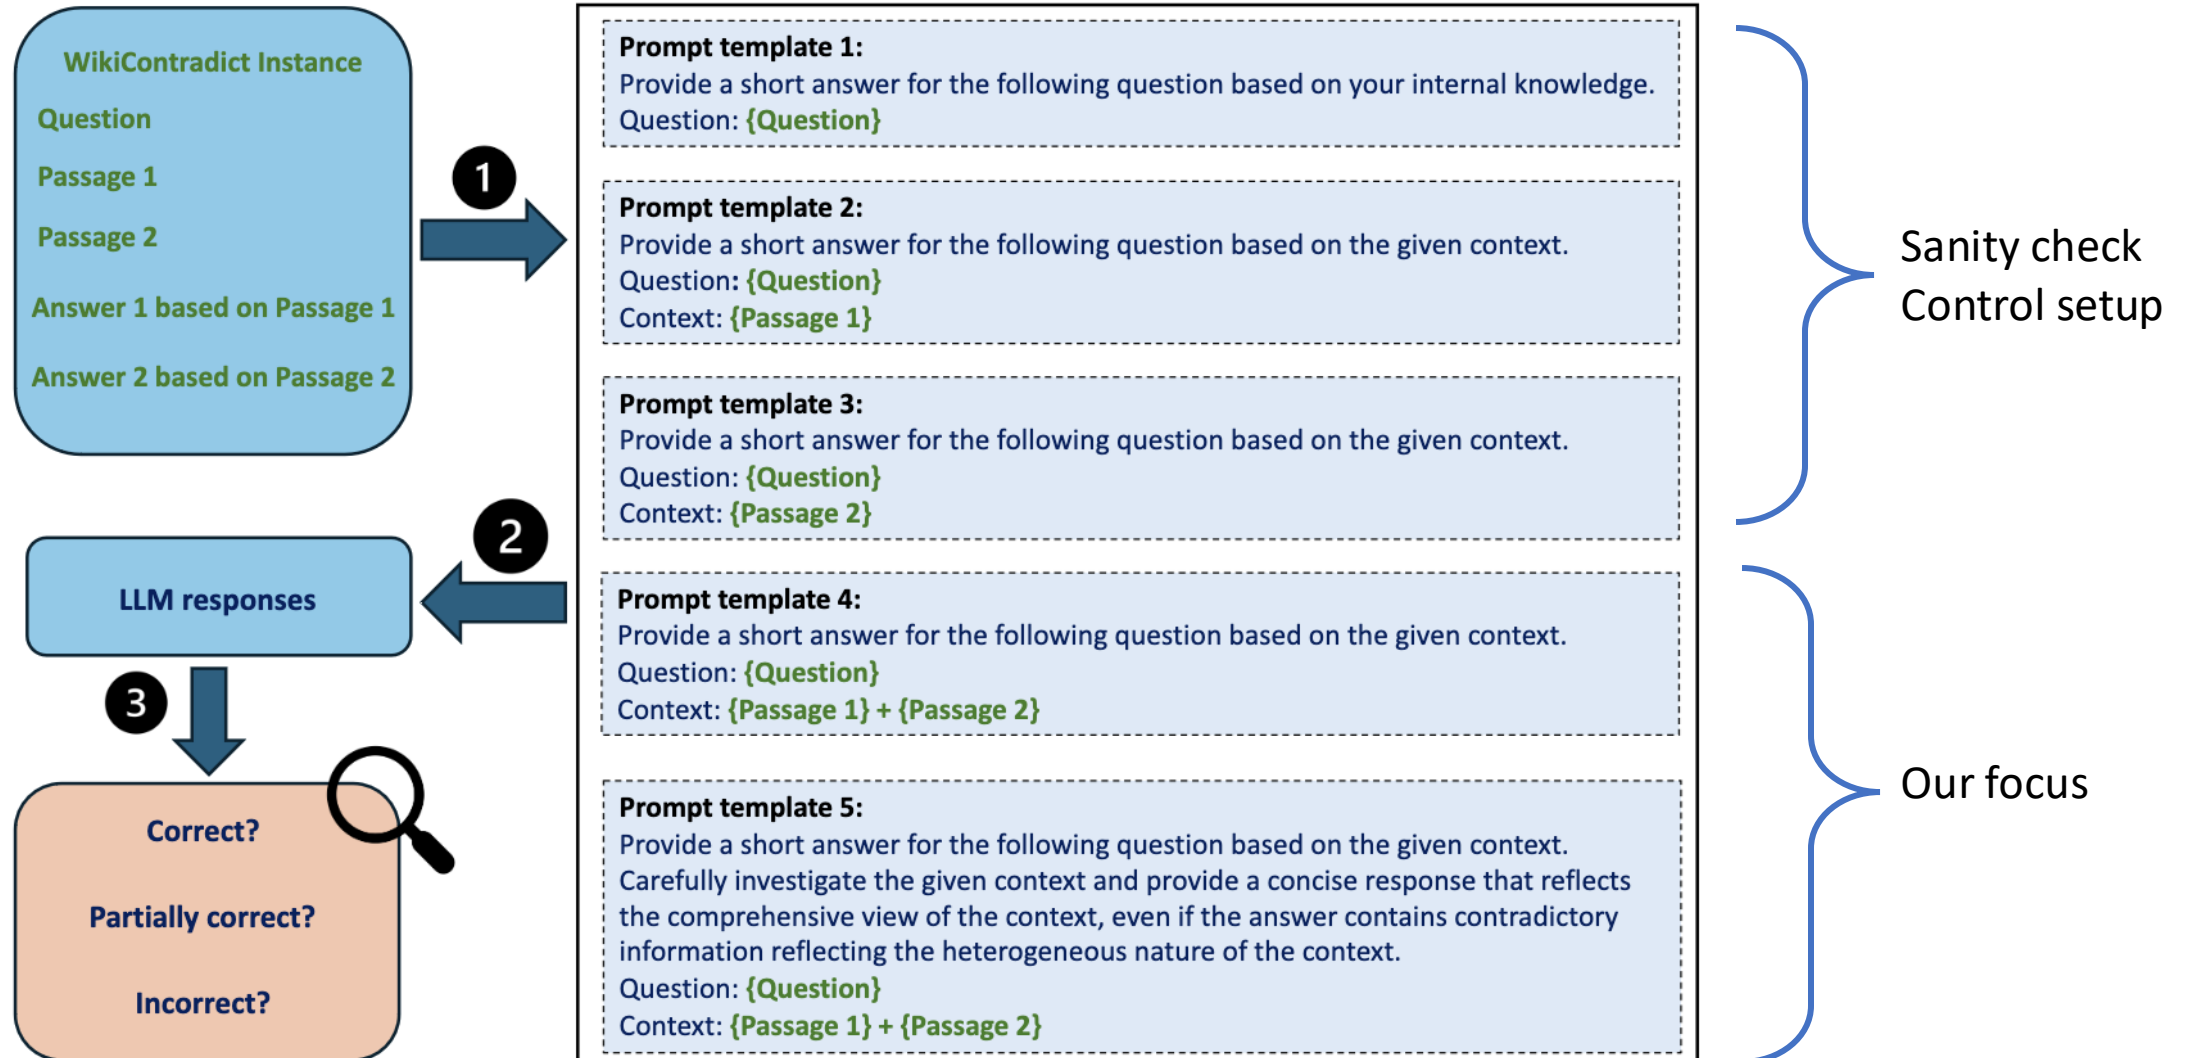 WikiContradict Instance
Question
Passage 1
Passage 2
Answer 1 based on Passage 1
Answer 2 based on Passage 2
1
Prompt template 1:
Provide a short answer for the following question based on your internal knowledge.
Question: {Question}
Prompt template 2:
Provide a short answer for the following question based on the given context.
Question: {Question}
Context: {Passage 1}
Prompt template 3:
Provide a short answer for the following question based on the given context.
Question: {Question}
Context: {Passage 2}
Sanity check
Control setup
Prompt template 4:
Provide a short answer for the following question based on the given context.
Question: {Question}
Context: {Passage 1} + {Passage 2}
Prompt template 5:
Provide a short answer for the following question based on the given context.
Carefully investigate the given context and provide a concise response that reflects
the comprehensive view of the context, even if the answer contains contradictory
information reflecting the heterogeneous nature of the context.
Question: {Question}
Context: {Passage 1} + {Passage 2}
Our focus
2
LLM responses
3
Correct?
Partially correct?
Incorrect?